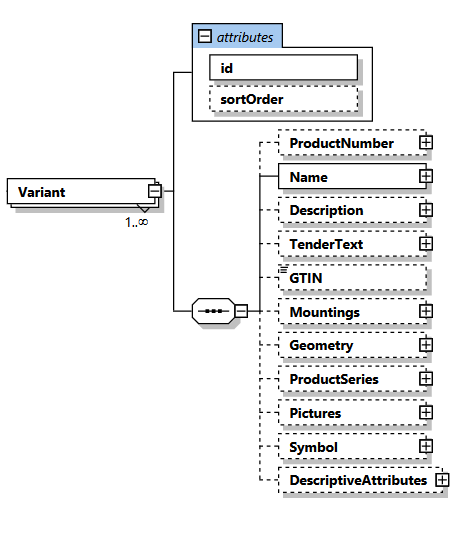 attributes
id
sortOrder
ProductNumber
Name
Variant
Description
1..∞
TenderText
GTIN
Mountings
Geometry
ProductSeries
Pictures
Symbol
DescriptiveAttributes